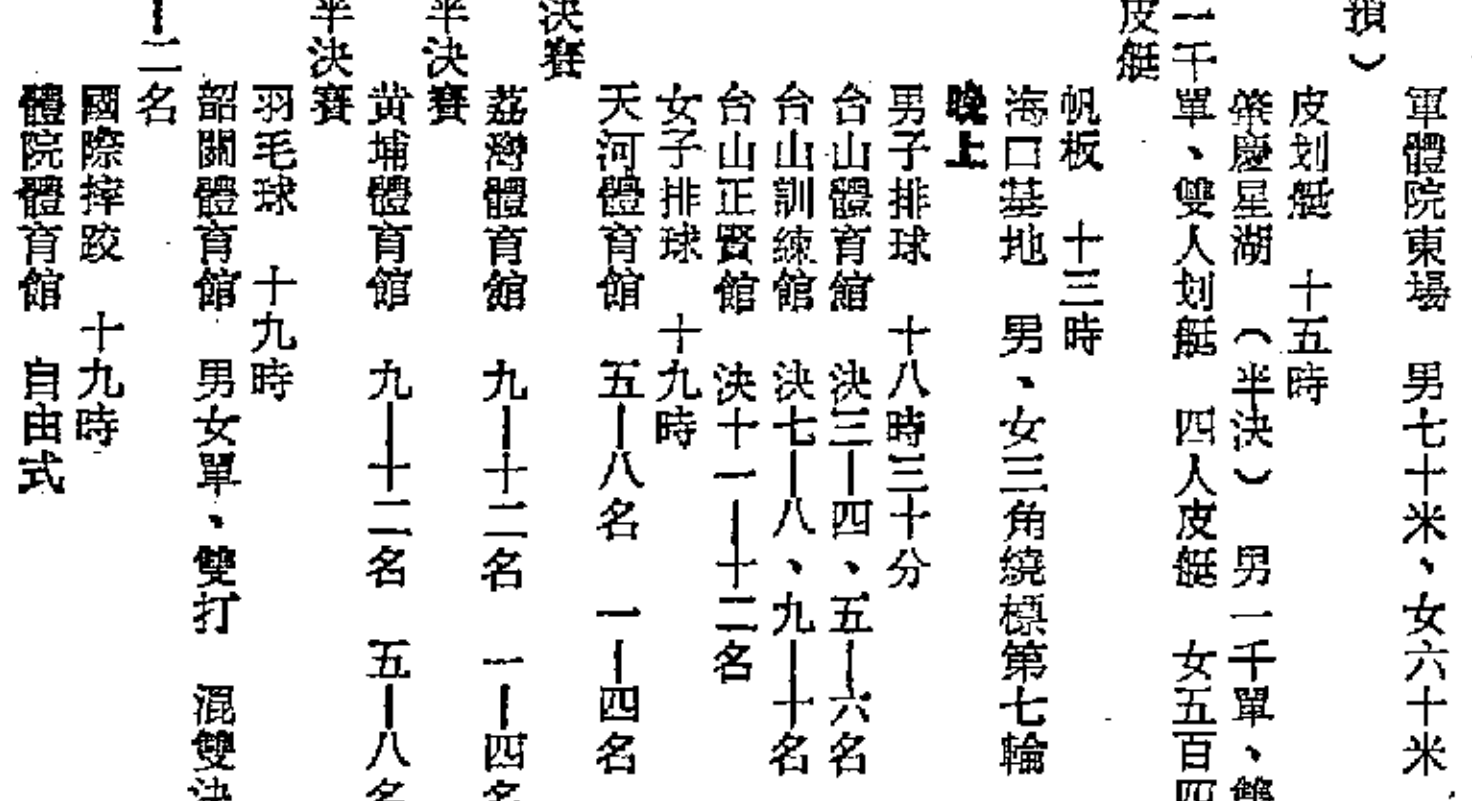 軍體院東場　男七十米、女六十米
損）
皮划艇　十五時
肇慶星湖　（半決）　男一千單、雙
一千單、雙人划艇　四人皮艇　女五百四
皮艇
帆板　十三時
海口基地　男、女三角繞標第七輪
晚上
男子排球　十八時三十分
台山體育館　決三—四、五—六名
台山訓練館　決七—八、九—十名
台山正賢館　決十一—十二名
女子排球　十九時
天河體育館　五—八名　一—四名
決賽
荔灣體育館　九—十二名　一—四名
半決賽
黃埔體育館　九—十二名　五—八名
半決賽
羽毛球　十九時
韶關體育館　男女單、雙打　混雙決
—二名
國際摔跤　十九時
體院體育館　自由式